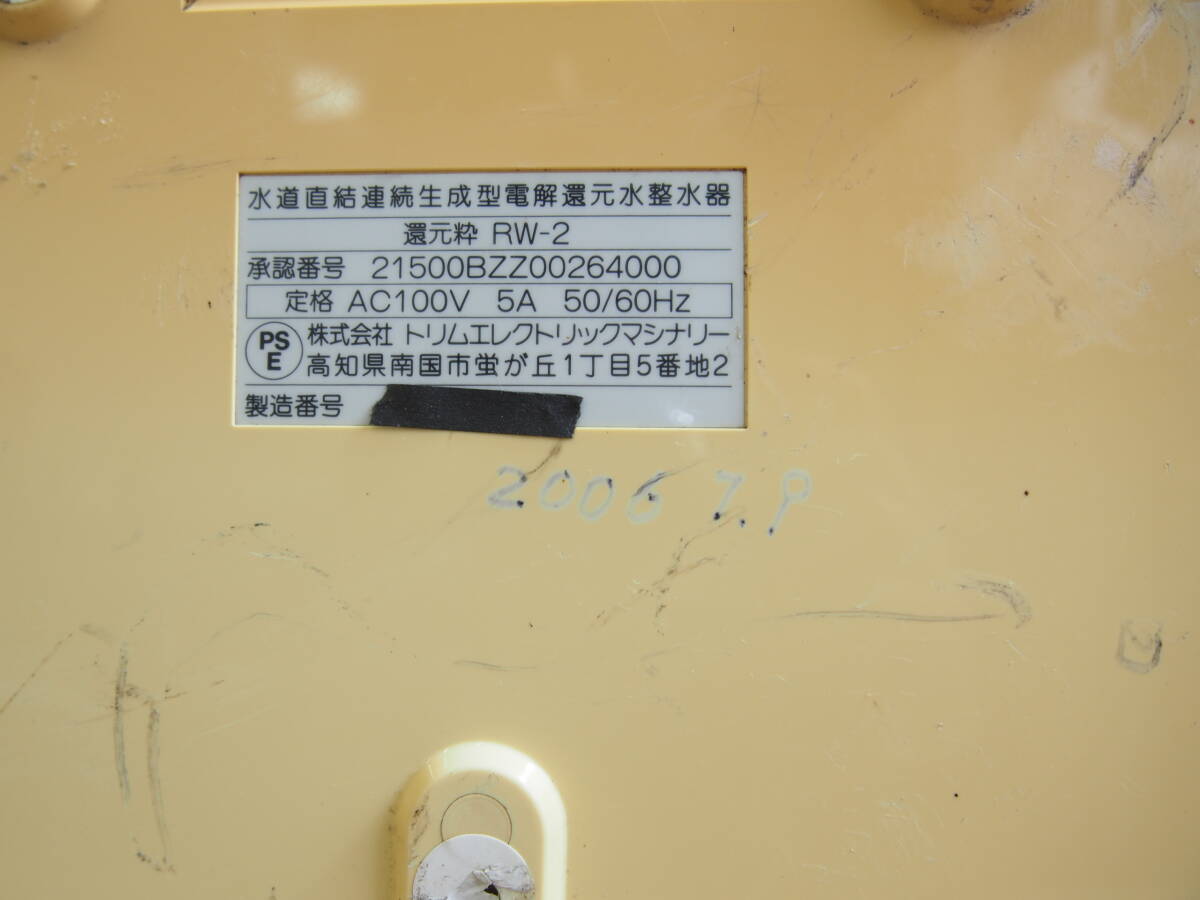 水道直結連続生成型電解還元水整水器
還元粋 RW-2
承認番号 21500BZZ00264000
定格 AC100V 5A 50/60Hz
PS
E
株式会社 トリムエレクトリックマシナリー
高知県南国市蛍が丘1丁目5番地2
製造番号
2006 7.9